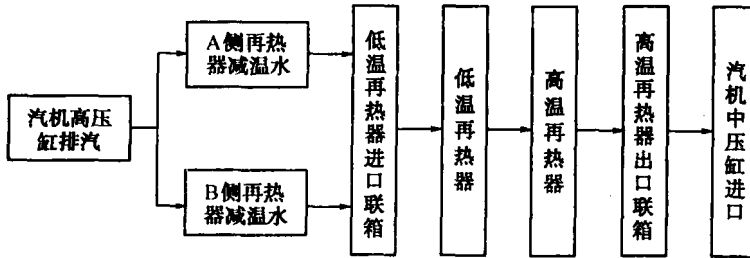 汽机高压
缸排汽
A侧再热
器减温水
B侧再热
器减温水
低温再热器进口联箱
低温再热器
高温再热器
高温再热器出口联箱
汽机中压缸进口